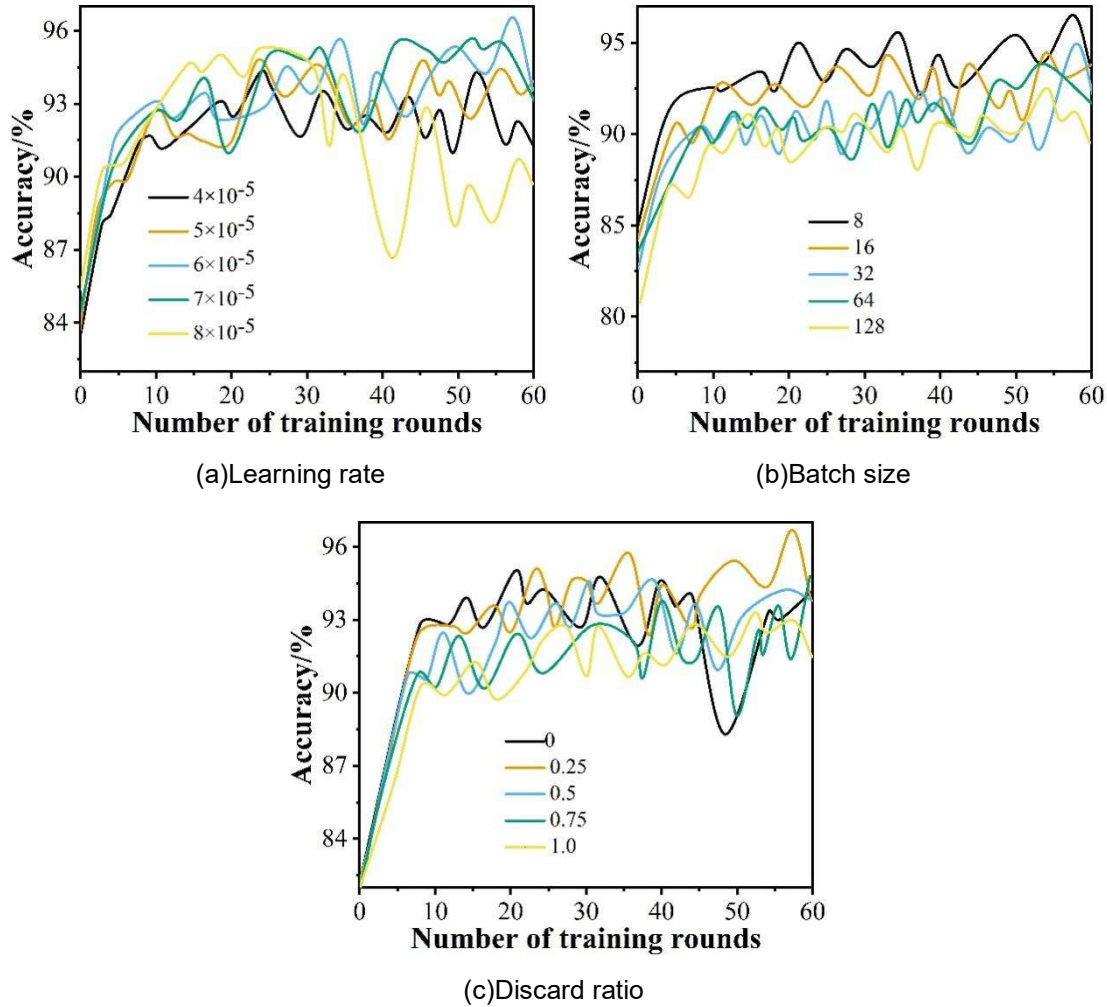 96
93
90
87
84
Accuracy/%
4×10⁻⁵
5×10⁻⁵
6×10⁻⁵
7×10⁻⁵
8×10⁻⁵
0 10 20 30 40 50 60
Number of training rounds
(a)Learning rate
95
90
85
80
Accuracy/%
8
16
32
64
128
0 10 20 30 40 50 60
Number of training rounds
(b)Batch size
96
93
90
87
84
Accuracy/%
0
0.25
0.5
0.75
1.0
0 10 20 30 40 50 60
Number of training rounds
(c)Discard ratio